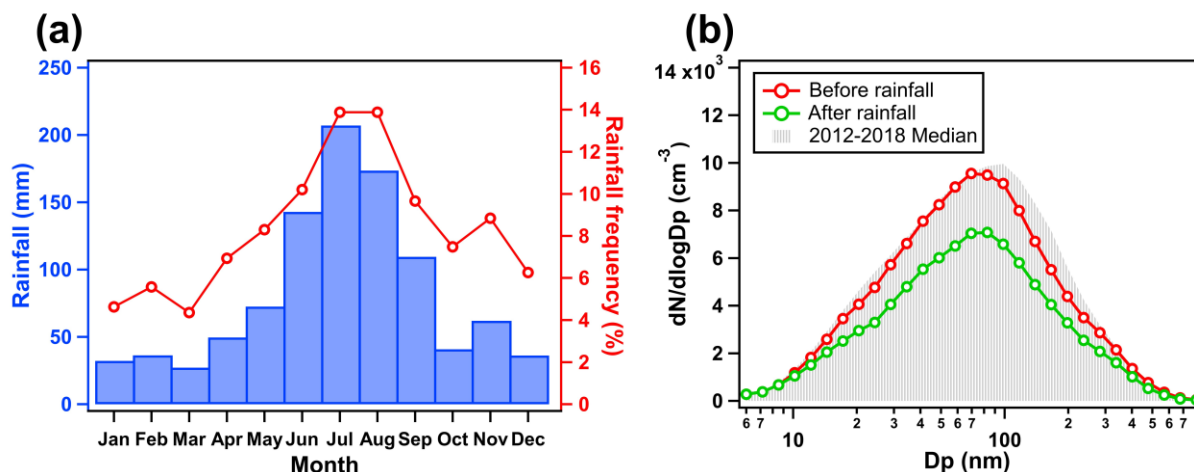 (a)
250
200
150
100
50
0
Rainfall (mm)
16
14
12
10
8
6
4
2
0
Rainfall frequency (%)
Jan Feb Mar Apr May Jun Jul Aug Sep Oct Nov Dec
Month
(b)
14 x10³
12
10
8
6
4
2
0
dN/dlogDp (cm⁻³)
Before rainfall
After rainfall
2012-2018 Median
6 7 10 2 3 4 5 6 7 100 2 3 4 5 6 7
Dp (nm)